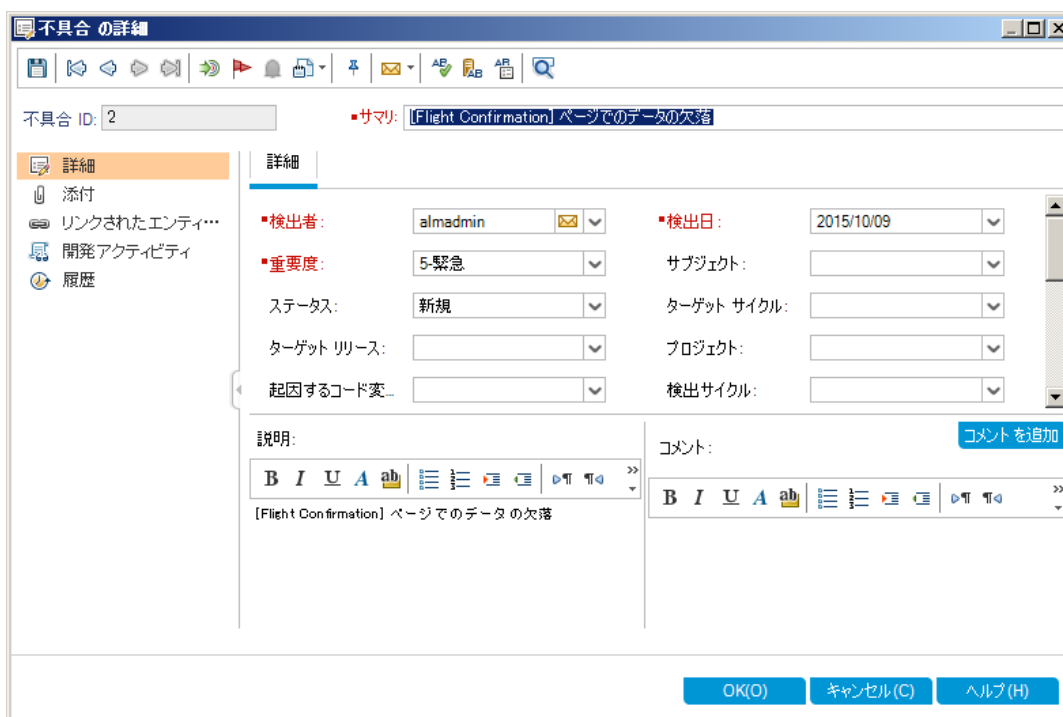 不具合 の詳細
不具合 ID: 2
サマリ: [Flight Confirmation] ページでのデータの欠落
詳細
添付
リンクされたエンティ…
開発アクティビティ
履歴
詳細
検出者: almadmin
検出日: 2015/10/09
重要度: 5-緊急
サブジェクト:
ステータス: 新規
ターゲット サイクル:
ターゲット リリース:
プロジェクト:
起因するコード変...
検出サイクル:
説明:
B I U A ab
[Flight Confirmation] ページでのデータの欠落
コメント:
コメント を追加
B I U A ab
OK(O)
キャンセル(C)
ヘルプ(H)